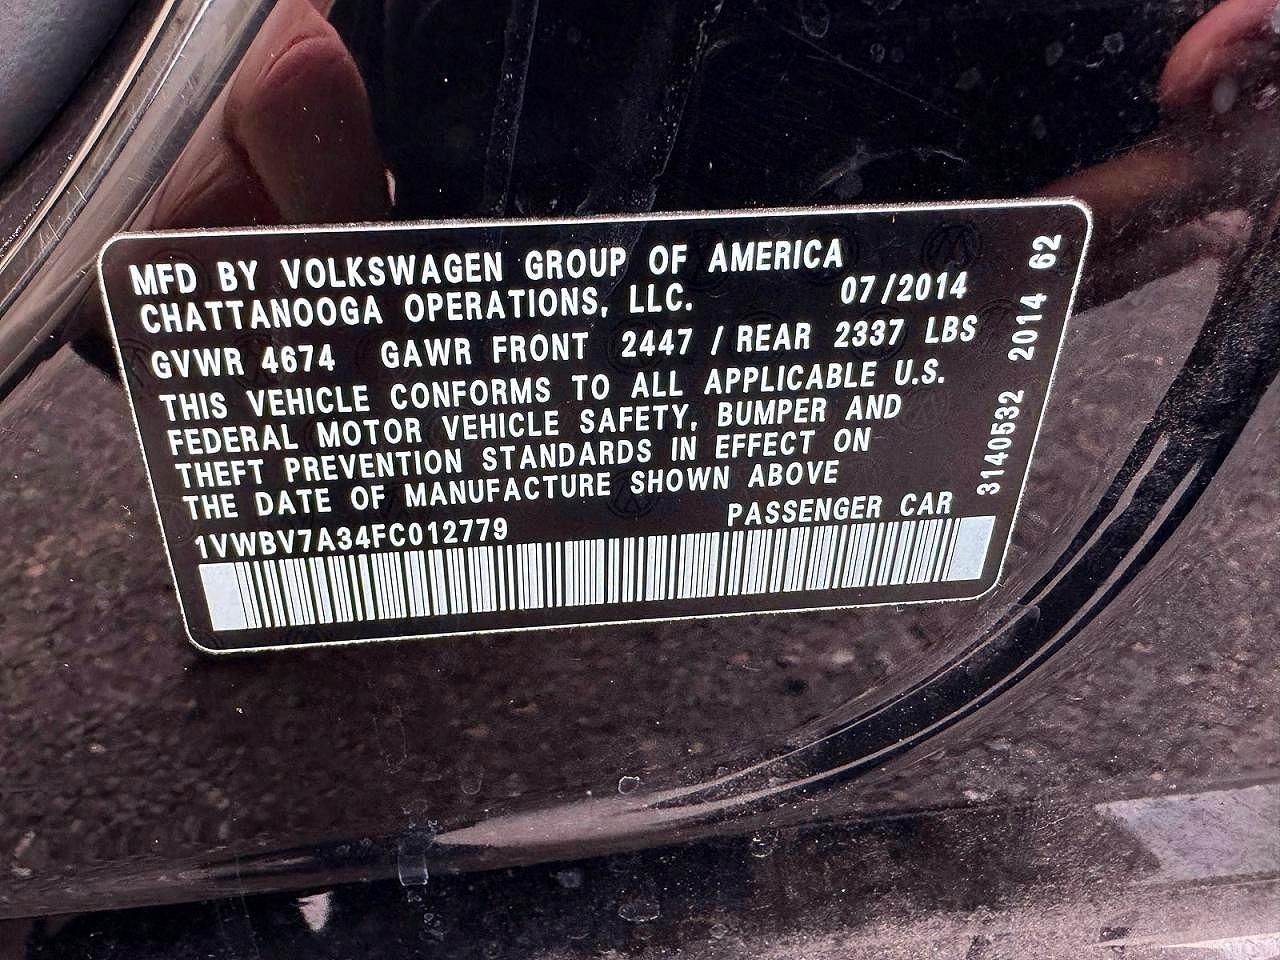 MFD BY VOLKSWAGEN GROUP OF AMERICA
CHATTANOOGA OPERATIONS, LLC. 07/2014
GVWR 4674 GAWR FRONT 2447 / REAR 2337 LBS
THIS VEHICLE CONFORMS TO ALL APPLICABLE U.S.
FEDERAL MOTOR VEHICLE SAFETY, BUMPER AND
THEFT PREVENTION STANDARDS IN EFFECT ON
THE DATE OF MANUFACTURE SHOWN ABOVE
1VWBV7A34FC012779 PASSENGER CAR
3140532 2014 62